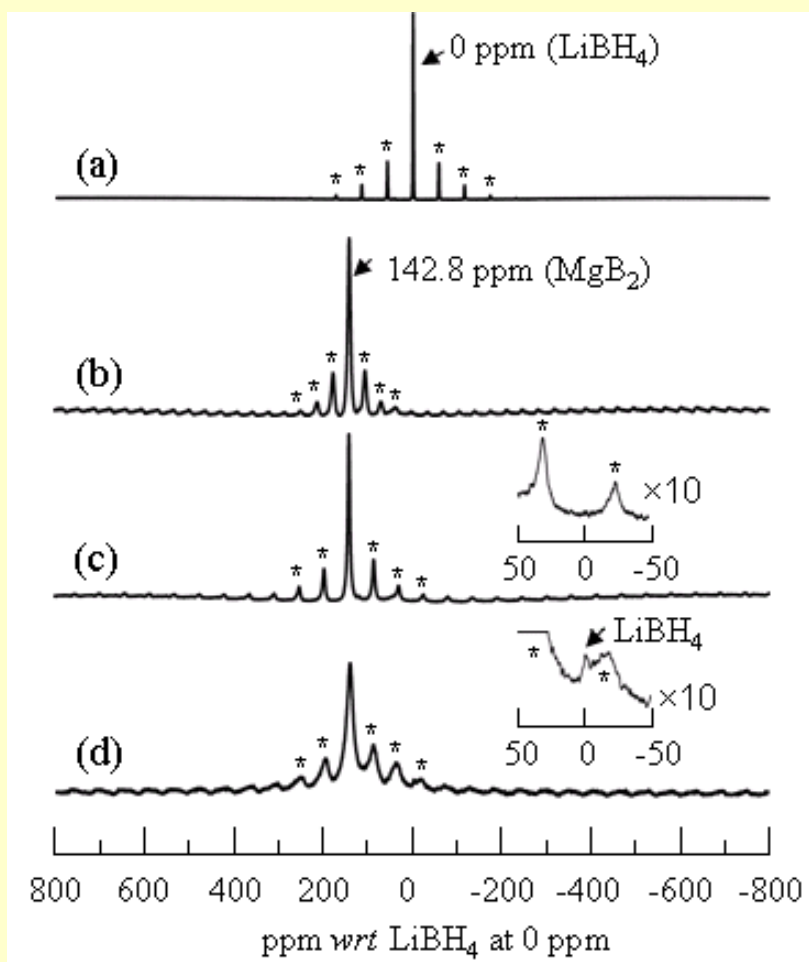 0 ppm (LiBH₄)
* * * * * *
(a)
142.8 ppm (MgB₂)
* * * * * *
(b)
* *
×10
50 0 -50
* * * * * *
(c)
LiBH₄
* *
×10
50 0 -50
* * * * *
(d)
800 600 400 200 0 -200 -400 -600 -800
ppm wrt LiBH₄ at 0 ppm